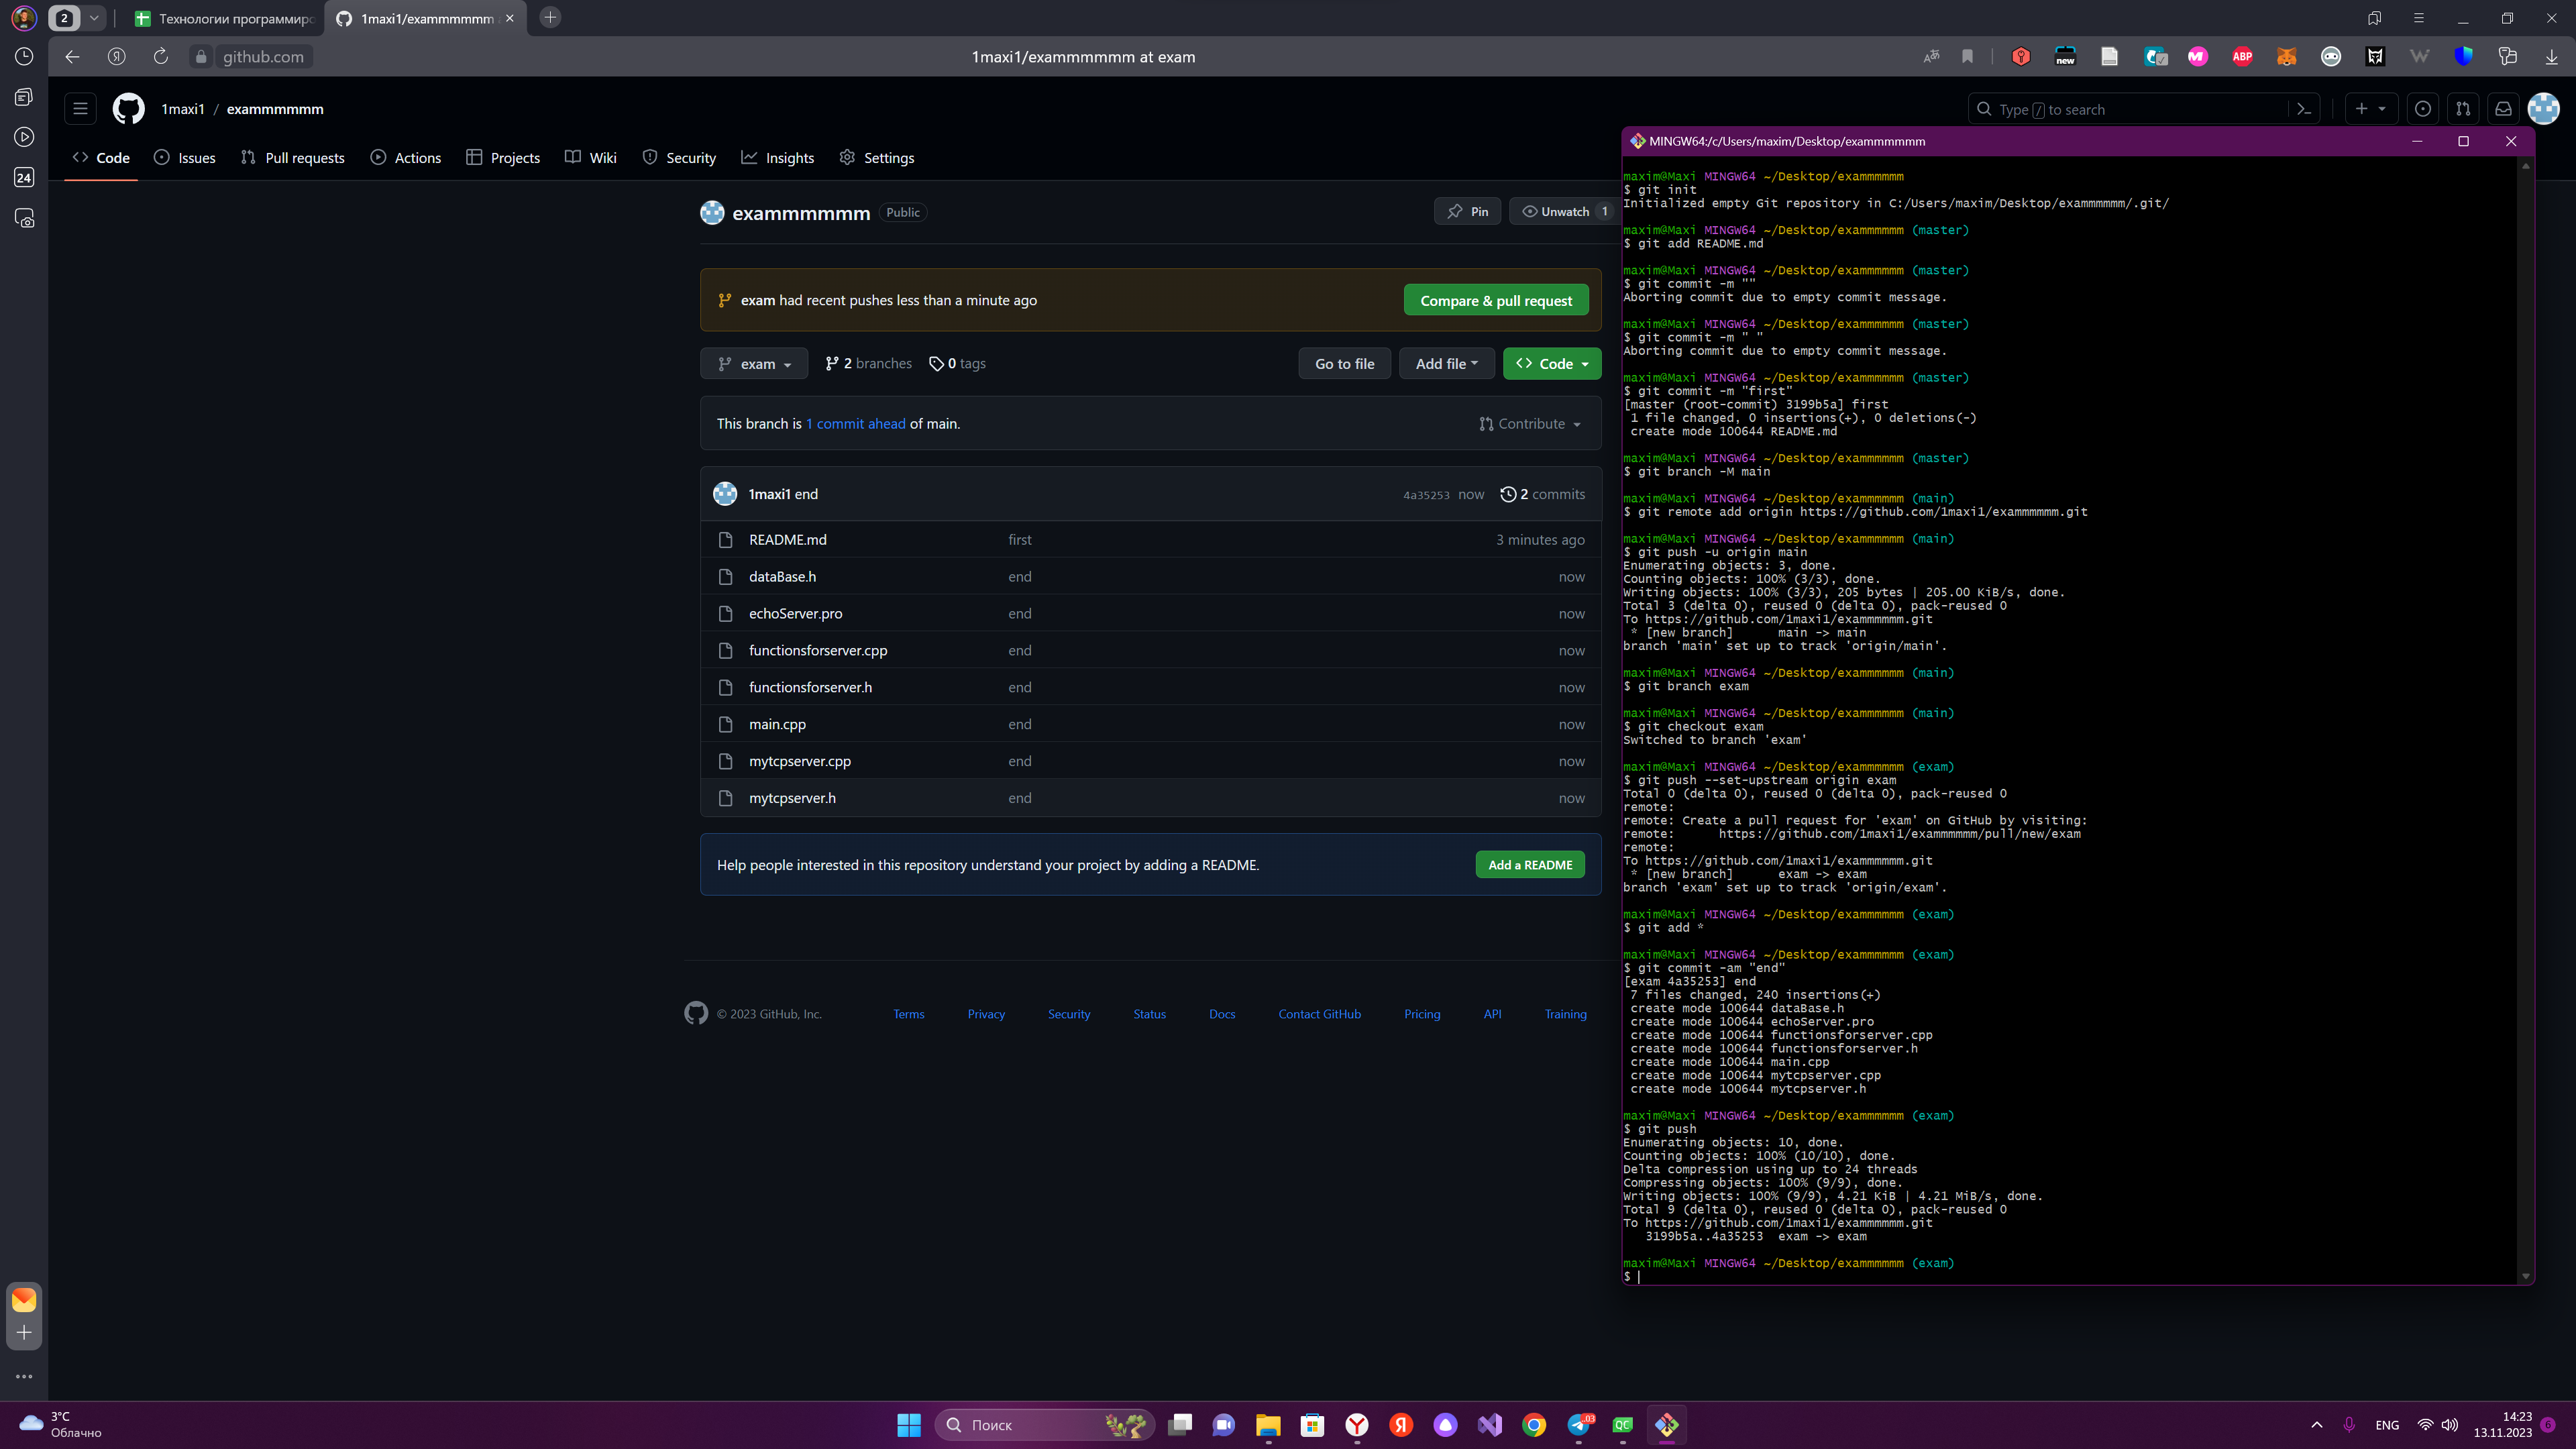 2
Технологии программирс
1maxi1/exammmmmm
github.com
1maxi1/exammmmmm at exam
new
ABP
24
1maxi1 / exammmmmm
Type / to search
Code
Issues
Pull requests
Actions
Projects
Wiki
Security
Insights
Settings
exammmmmm Public
Pin
Unwatch 1
exam had recent pushes less than a minute ago
Compare & pull request
exam
2 branches
0 tags
Go to file
Add file
Code
This branch is 1 commit ahead of main.
Contribute
1maxi1 end
4a35253 now
2 commits
README.md first 3 minutes ago
dataBase.h end now
echoServer.pro end now
functionsforserver.cpp end now
functionsforserver.h end now
main.cpp end now
mytcpserver.cpp end now
mytcpserver.h end now
Help people interested in this repository understand your project by adding a README.
Add a README
© 2023 GitHub, Inc.
Terms
Privacy
Security
Status
Docs
Contact GitHub
Pricing
API
Training
MINGW64:/c/Users/maxim/Desktop/exammmmmm
maxim@Maxi MINGW64 ~/Desktop/exammmmmm
$ git init
Initialized empty Git repository in C:/Users/maxim/Desktop/exammmmmm/.git/
maxim@Maxi MINGW64 ~/Desktop/exammmmmm (master)
$ git add README.md
maxim@Maxi MINGW64 ~/Desktop/exammmmmm (master)
$ git commit -m ""
Aborting commit due to empty commit message.
maxim@Maxi MINGW64 ~/Desktop/exammmmmm (master)
$ git commit -m " "
Aborting commit due to empty commit message.
maxim@Maxi MINGW64 ~/Desktop/exammmmmm (master)
$ git commit -m "first"
[master (root-commit) 3199b5a] first
1 file changed, 0 insertions(+), 0 deletions(-)
create mode 100644 README.md
maxim@Maxi MINGW64 ~/Desktop/exammmmmm (master)
$ git branch -M main
maxim@Maxi MINGW64 ~/Desktop/exammmmmm (main)
$ git remote add origin https://github.com/1maxi1/exammmmmm.git
maxim@Maxi MINGW64 ~/Desktop/exammmmmm (main)
$ git push -u origin main
Enumerating objects: 3, done.
Counting objects: 100% (3/3), done.
Writing objects: 100% (3/3), 205 bytes | 205.00 KiB/s, done.
Total 3 (delta 0), reused 0 (delta 0), pack-reused 0
To https://github.com/1maxi1/exammmmmm.git
* [new branch] main -> main
branch 'main' set up to track 'origin/main'.
maxim@Maxi MINGW64 ~/Desktop/exammmmmm (main)
$ git branch exam
maxim@Maxi MINGW64 ~/Desktop/exammmmmm (main)
$ git checkout exam
Switched to branch 'exam'
maxim@Maxi MINGW64 ~/Desktop/exammmmmm (exam)
$ git push --set-upstream origin exam
Total 0 (delta 0), reused 0 (delta 0), pack-reused 0
remote:
remote: Create a pull request for 'exam' on GitHub by visiting:
remote: https://github.com/1maxi1/exammmmmm/pull/new/exam
remote:
To https://github.com/1maxi1/exammmmmm.git
* [new branch] exam -> exam
branch 'exam' set up to track 'origin/exam'.
maxim@Maxi MINGW64 ~/Desktop/exammmmmm (exam)
$ git add *
maxim@Maxi MINGW64 ~/Desktop/exammmmmm (exam)
$ git commit -am "end"
[exam 4a35253] end
7 files changed, 240 insertions(+)
create mode 100644 dataBase.h
create mode 100644 echoServer.pro
create mode 100644 functionsforserver.cpp
create mode 100644 functionsforserver.h
create mode 100644 main.cpp
create mode 100644 mytcpserver.cpp
create mode 100644 mytcpserver.h
maxim@Maxi MINGW64 ~/Desktop/exammmmmm (exam)
$ git push
Enumerating objects: 10, done.
Counting objects: 100% (10/10), done.
Delta compression using up to 24 threads
Compressing objects: 100% (9/9), done.
Writing objects: 100% (9/9), 4.21 KiB | 4.21 MiB/s, done.
Total 9 (delta 0), reused 0 (delta 0), pack-reused 0
To https://github.com/1maxi1/exammmmmm.git
3199b5a..4a35253 exam -> exam
maxim@Maxi MINGW64 ~/Desktop/exammmmmm (exam)
$
3°C
Облачно
Поиск
03
QC
ENG
14:23
13.11.2023
6